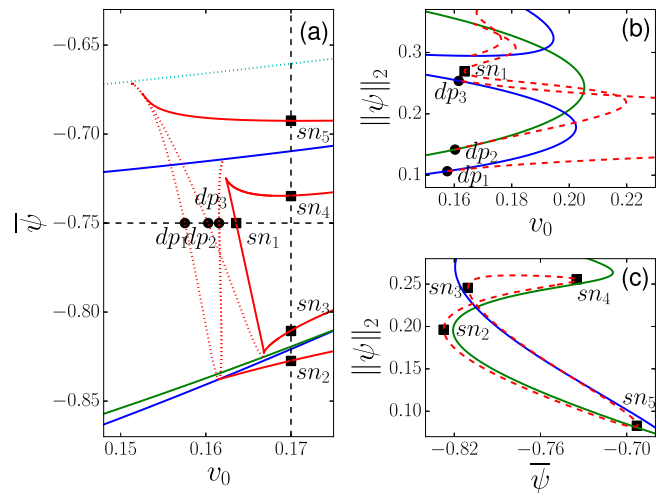 (a)
−0.65
−0.70
−0.75
−0.80
−0.85
0.15
0.16
0.17
ψ
v0
sn5
sn4
dp3
dp1 dp2 sn1
sn3
sn2
(b)
0.3
0.2
0.1
0.16
0.18
0.20
0.22
||ψ||2
v0
sn1
dp3
dp2
dp1
(c)
0.25
0.20
0.15
0.10
−0.82
−0.76
−0.70
||ψ||2
ψ
sn3
sn4
sn2
sn5